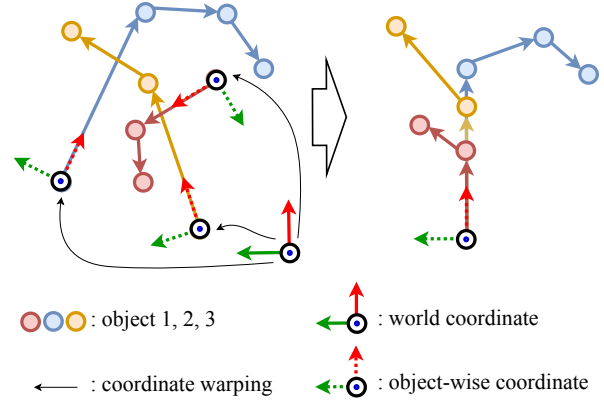 : object 1, 2, 3
: world coordinate
: coordinate warping
: object-wise coordinate